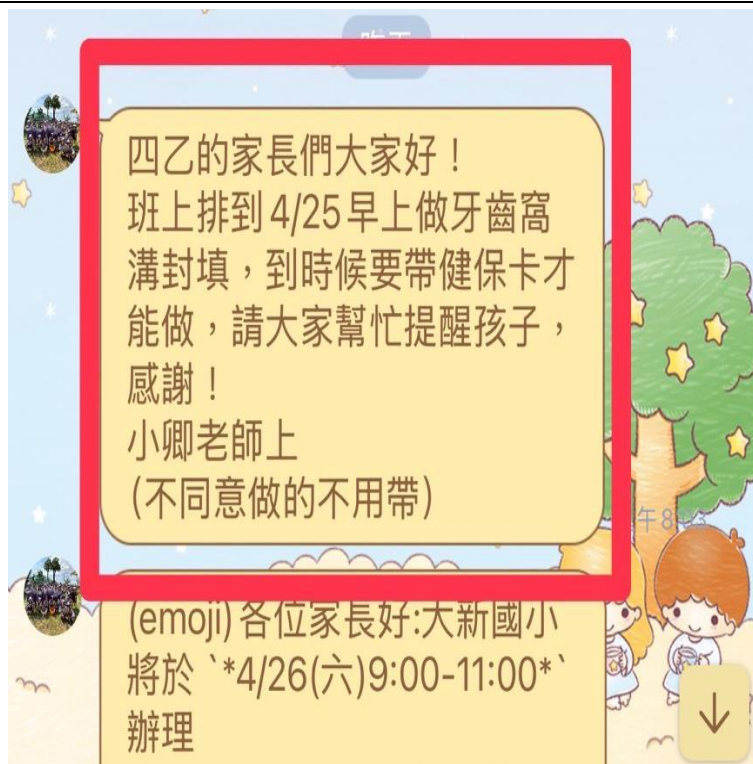 四乙的家長們大家好！
班上排到4/25早上做牙齒窩
溝封填，到時候要帶健保卡才
能做，請大家幫忙提醒孩子，
感謝！
小卿老師上
(不同意做的不用帶)
(emoji)各位家長好:大新國小
將於 `*4/26(六)9:00-11:00*`
辦理